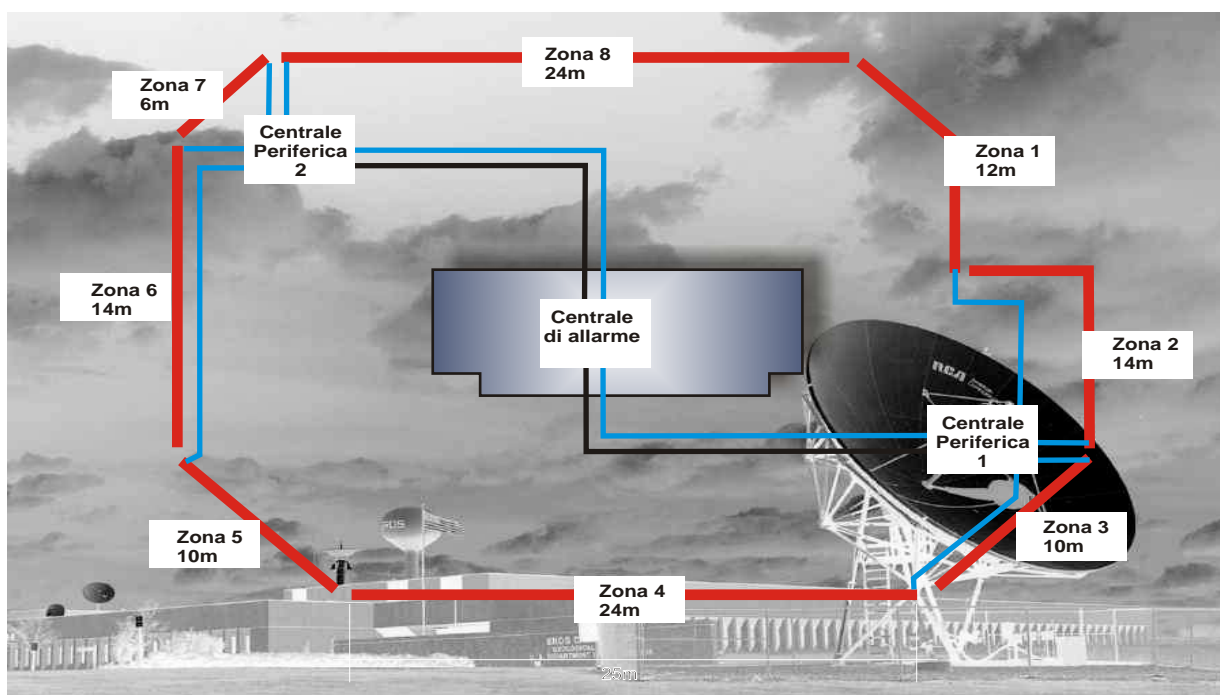 Zona 8
24m
Zona 7
6m
Centrale
Periferica
2
Zona 1
12m
Zona 6
14m
Centrale
di allarme
Zona 2
14m
RCA
Centrale
Periferica
1
Zona 5
10m
Zona 3
10m
Zona 4
24m
25m